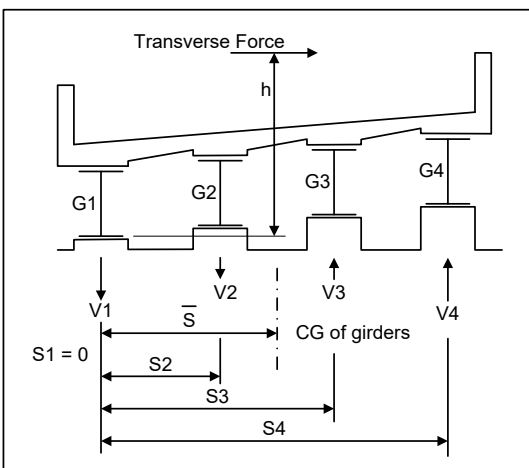 Transverse Force
h
G1
G2
G3
G4
V1
V2
V3
V4
S
CG of girders
S1 = 0
S2
S3
S4